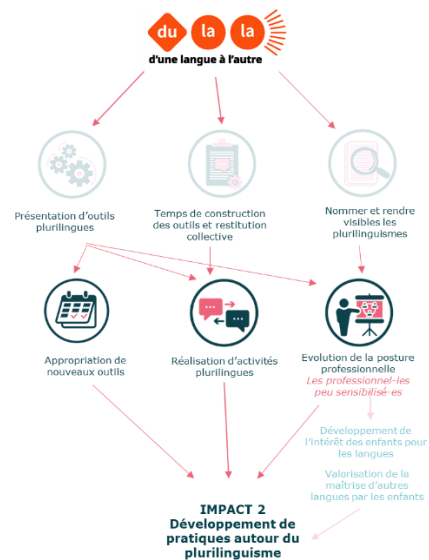 du la la
d'une langue à l'autre
Présentation d'outils
plurilingues
Temps de construction
des outils et restitution
collective
Nommer et rendre
visibles les
plurilinguismes
Appropriation de
nouveaux outils
Réalisation d'activités
plurilingues
Evolution de la posture
professionnelle
Les professionnel-les
peu sensibilisé-es
Développement de
l'intérêt des enfants pour
les langues
Valorisation de la
maîtrise d'autres
langues par les enfants
IMPACT 2
Développement de
pratiques autour du
plurilinguisme